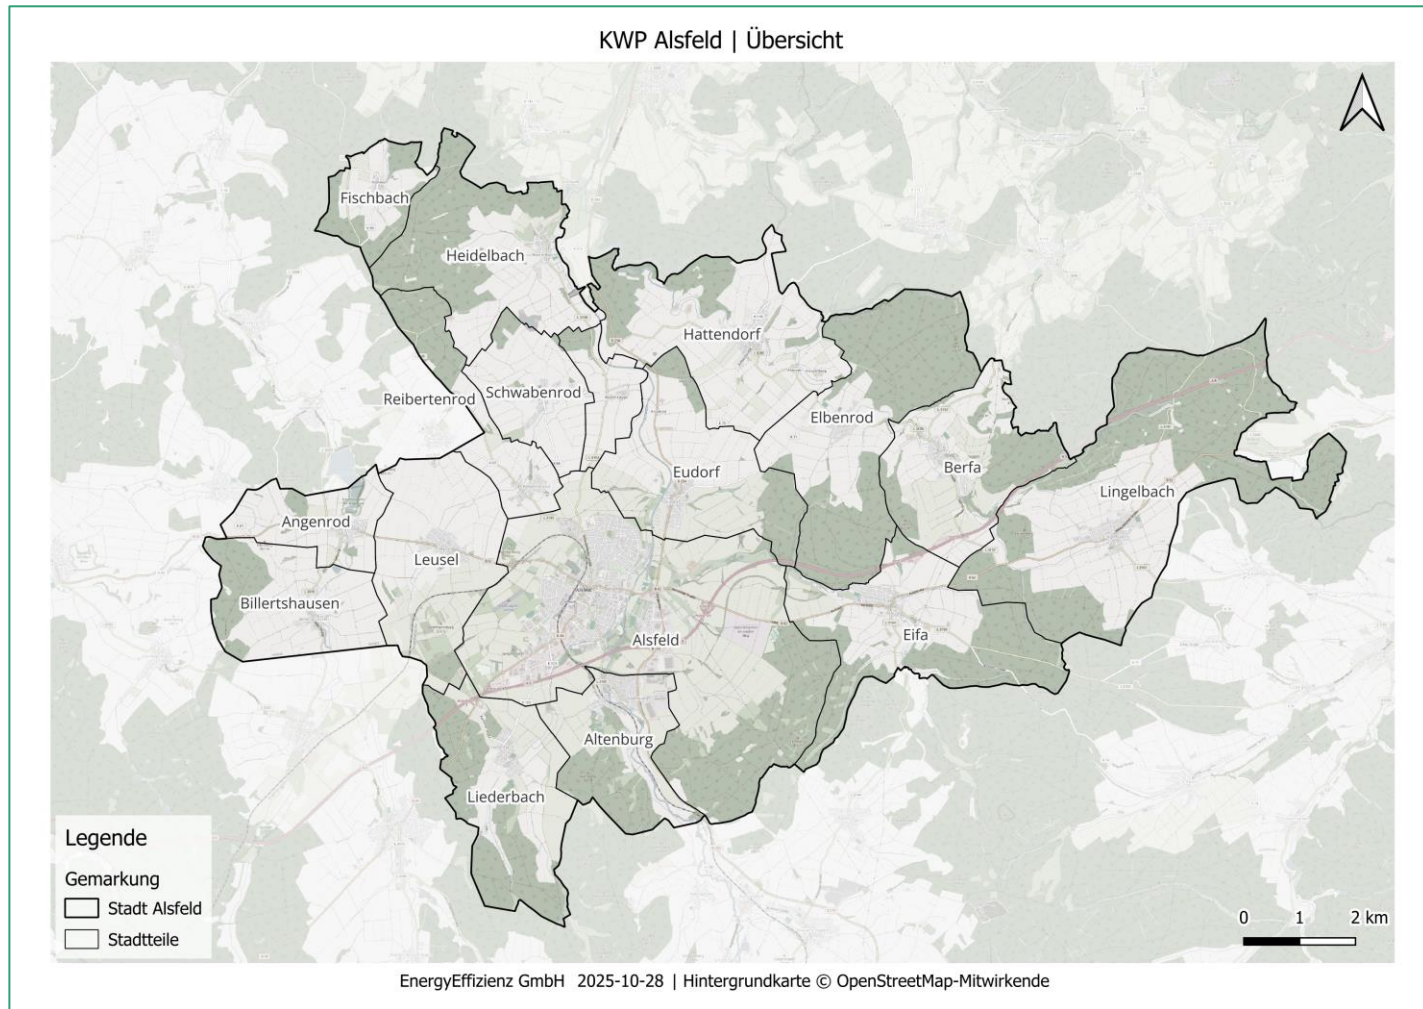 KWP Alsfeld | Übersicht
Fischbach
Heidelbach
Hattendorf
Reibertenrod
Schwabenrod
Elbenrod
Eudorf
Berfa
Lingelbach
Angenrod
Leusel
Billertshausen
Alsfeld
Eifa
Altenburg
Liederbach
Legende
Gemarkung
Stadt Alsfeld
Stadtteile
0 1 2 km
EnergyEffizienz GmbH 2025-10-28 | Hintergrundkarte © OpenStreetMap-Mitwirkende